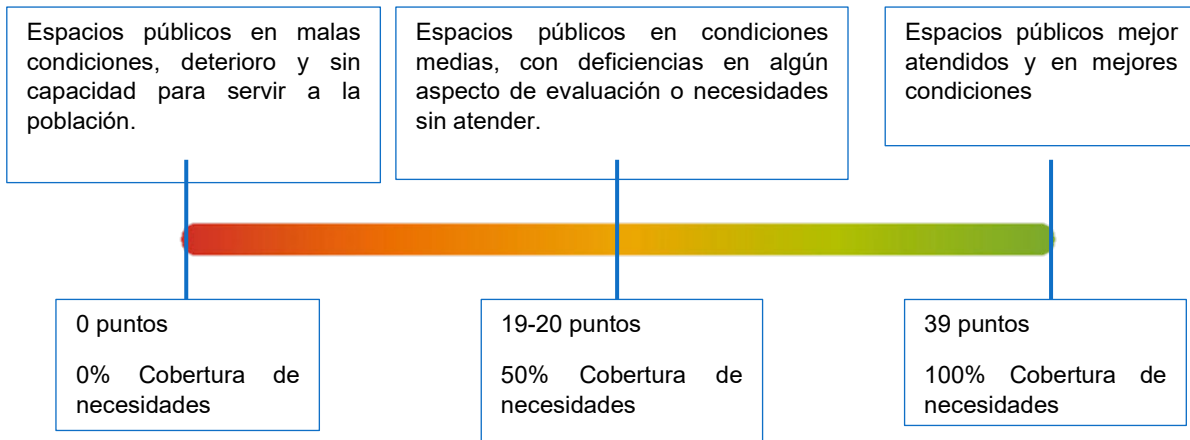 Espacios públicos en malas
condiciones, deterioro y sin
capacidad para servir a la
población.
Espacios públicos en condiciones
medias, con deficiencias en algún
aspecto de evaluación o necesidades
sin atender.
Espacios públicos mejor
atendidos y en mejores
condiciones
0 puntos
0% Cobertura de
necesidades
19-20 puntos
50% Cobertura de
necesidades
39 puntos
100% Cobertura de
necesidades